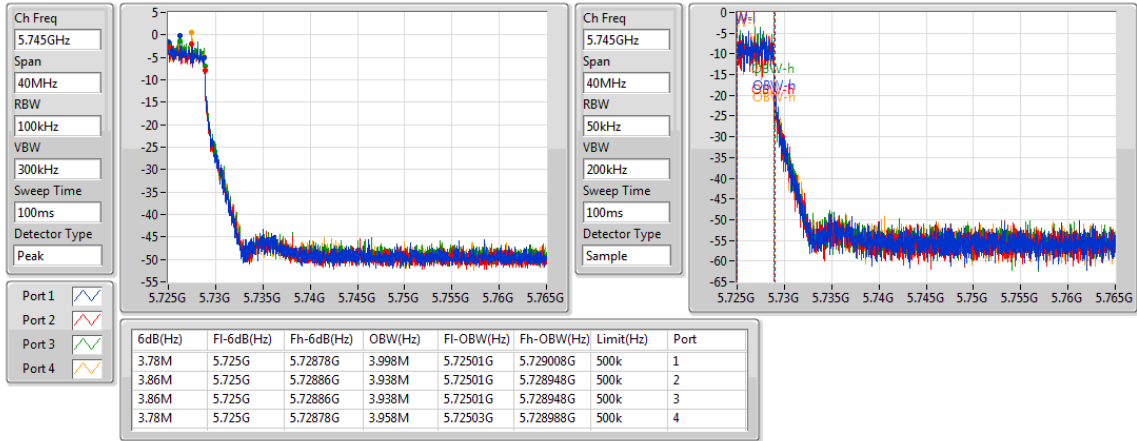 Ch Freq
5.745GHz
Span
40MHz
RBW
100kHz
VBW
300kHz
Sweep Time
100ms
Detector Type
Peak
5
0
-5
-10
-15
-20
-25
-30
-35
-40
-45
-50
-55
5.725G 5.73G 5.735G 5.74G 5.745G 5.75G 5.755G 5.76G 5.765G
Ch Freq
5.745GHz
Span
40MHz
RBW
50kHz
VBW
200kHz
Sweep Time
100ms
Detector Type
Sample
0
-5
-10
-15
-20
-25
-30
-35
-40
-45
-50
-55
-60
-65
OBW-h
OBW-h
OBW-h
OBW-h
5.725G 5.73G 5.735G 5.74G 5.745G 5.75G 5.755G 5.76G 5.765G
Port 1
Port 2
Port 3
Port 4
6dB(Hz) Fl-6dB(Hz) Fh-6dB(Hz) OBW(Hz) Fl-OBW(Hz) Fh-OBW(Hz) Limit(Hz) Port
3.78M 5.725G 5.72878G 3.998M 5.72501G 5.729008G 500k 1
3.86M 5.725G 5.72886G 3.938M 5.72501G 5.728948G 500k 2
3.86M 5.725G 5.72886G 3.938M 5.72501G 5.728948G 500k 3
3.78M 5.725G 5.72878G 3.958M 5.72503G 5.728988G 500k 4